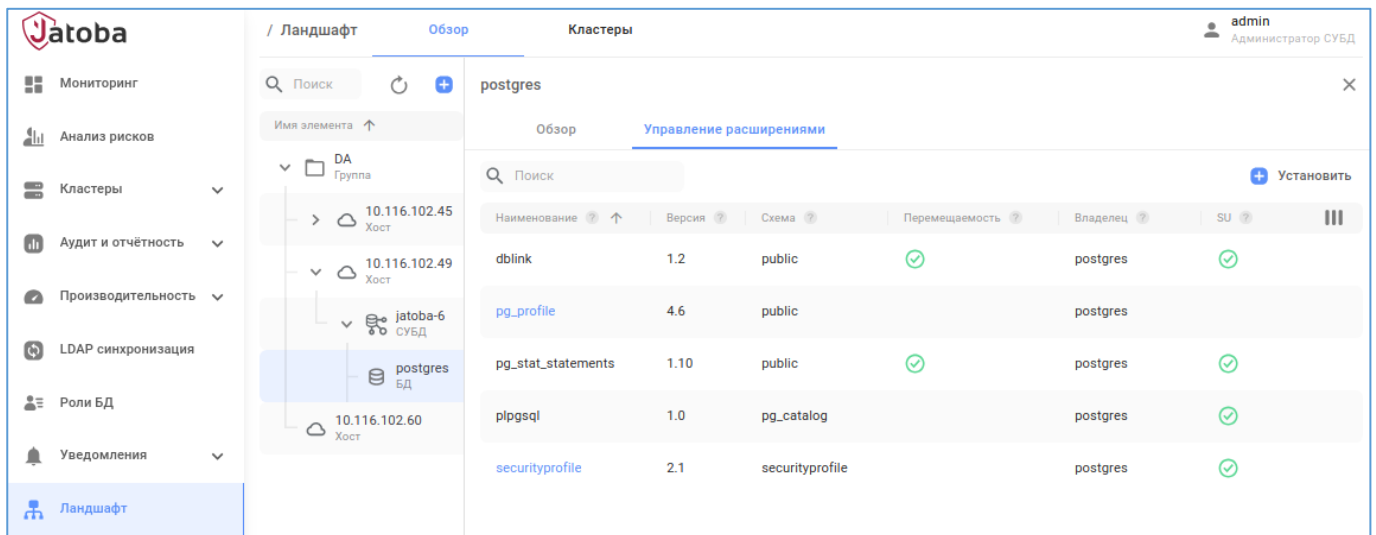 Jatoba
Мониторинг
Анализ рисков
Кластеры
Аудит и отчётность
Производительность
LDAP синхронизация
Роли БД
Уведомления
Ландшафт
/ Ландшафт Обзор Кластеры
admin
Администратор СУБД
Поиск
Имя элемента
DA
Группа
10.116.102.45
Хост
10.116.102.49
Хост
jatoba-6
СУБД
postgres
БД
10.116.102.60
Хост
postgres
Обзор Управление расширениями
Поиск Установить
Наименование ? Версия ? Схема ? Перемещаемость ? Владелец ? SU ?
dblink 1.2 public postgres
pg_profile 4.6 public postgres
pg_stat_statements 1.10 public postgres
plpgsql 1.0 pg_catalog postgres
securityprofile 2.1 securityprofile postgres